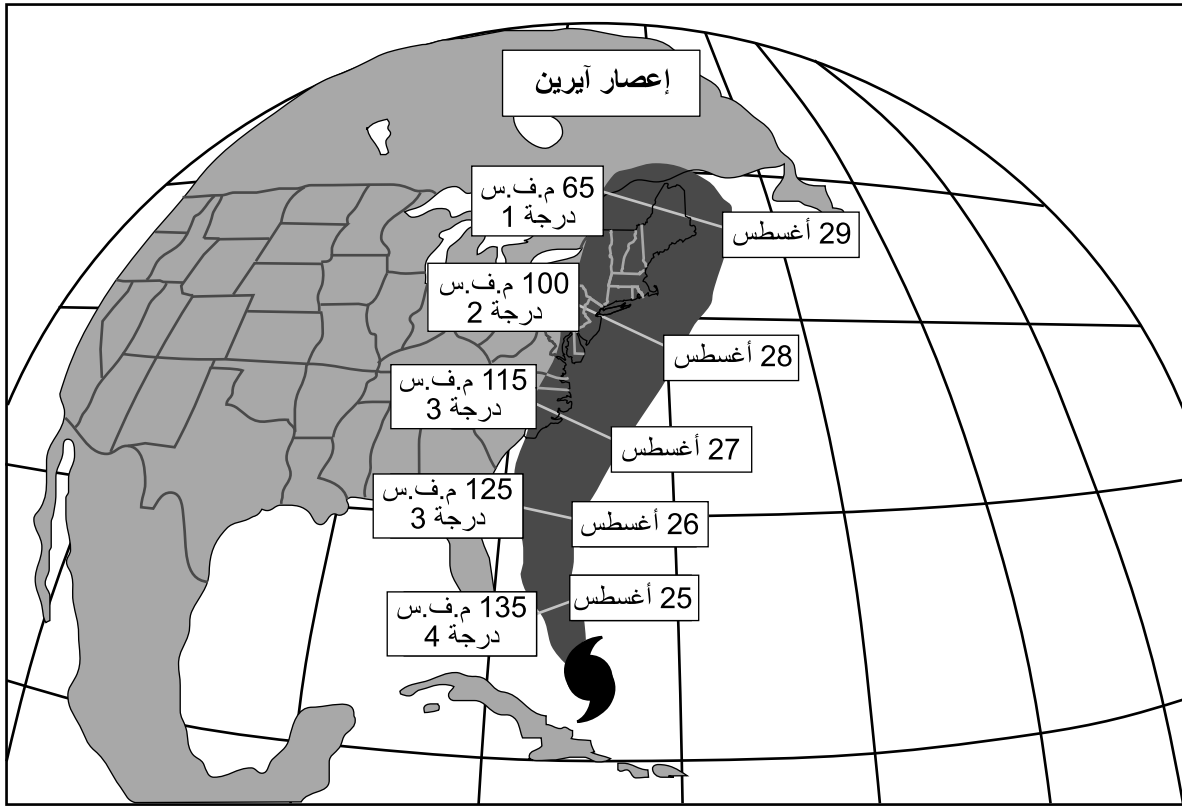 إعصار آيرين
65 م.ف.س
درجة 1
29 أغسطس
100 م.ف.س
درجة 2
28 أغسطس
115 م.ف.س
درجة 3
27 أغسطس
125 م.ف.س
درجة 3
26 أغسطس
135 م.ف.س
درجة 4
25 أغسطس